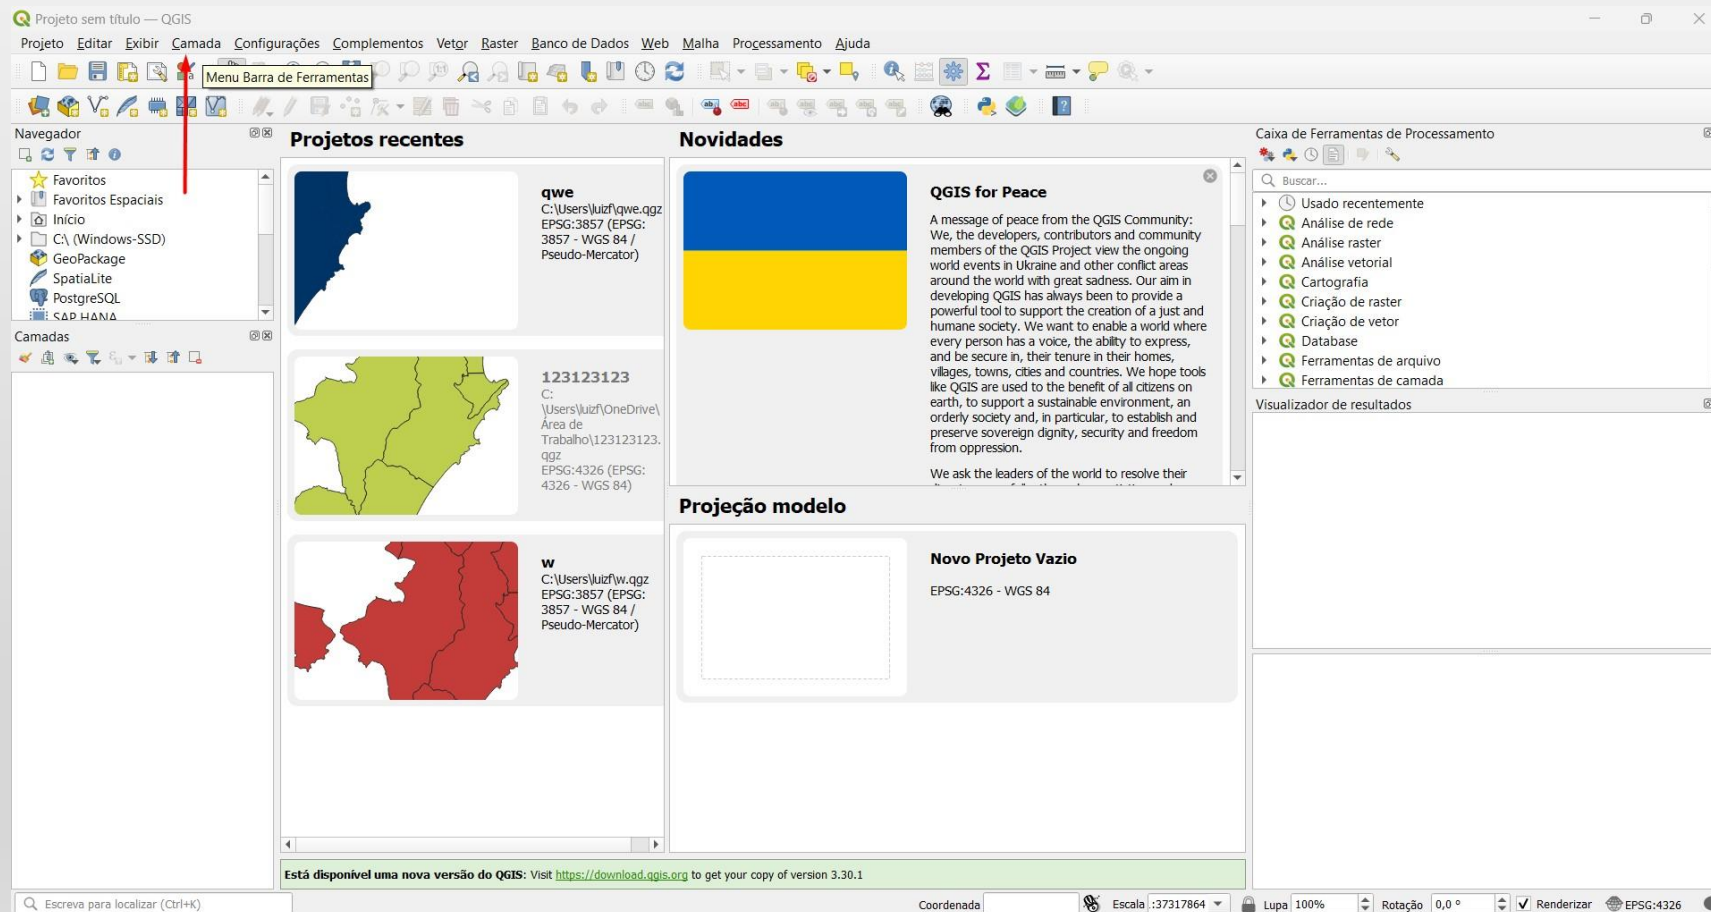 Projeto sem título — QGIS
Projeto Editar Exibir Camada Configurações Complementos Vetor Raster Banco de Dados Web Malha Processamento Ajuda
Menu Barra de Ferramentas
Navegador
Favoritos
Favoritos Espaciais
Início
C:\ (Windows-SSD)
GeoPackage
SpatiaLite
PostgreSQL
SAP HANA
Camadas
Projetos recentes
qwe
C:\Users\luizf\qwe.qgz
EPSG:3857 (EPSG:
3857 - WGS 84 /
Pseudo-Mercator)
123123123
C:
\Users\luizf\OneDrive\
Área de
Trabalho\123123123.
qgz
EPSG:4326 (EPSG:
4326 - WGS 84)
w
C:\Users\luizf\w.qgz
EPSG:3857 (EPSG:
3857 - WGS 84 /
Pseudo-Mercator)
Novidades
QGIS for Peace
A message of peace from the QGIS Community:
We, the developers, contributors and community
members of the QGIS Project view the ongoing
world events in Ukraine and other conflict areas
around the world with great sadness. Our aim in
developing QGIS has always been to provide a
powerful tool to support the creation of a just and
humane society. We want to enable a world where
every person has a voice, the ability to express,
and be secure in, their tenure in their homes,
villages, towns, cities and countries. We hope tools
like QGIS are used to the benefit of all citizens on
earth, to support a sustainable environment, an
orderly society and, in particular, to establish and
preserve sovereign dignity, security and freedom
from oppression.
We ask the leaders of the world to resolve their
Projeção modelo
Novo Projeto Vazio
EPSG:4326 - WGS 84
Caixa de Ferramentas de Processamento
Buscar...
Usado recentemente
Análise de rede
Análise raster
Análise vetorial
Cartografia
Criação de raster
Criação de vetor
Database
Ferramentas de arquivo
Ferramentas de camada
Visualizador de resultados
Está disponível uma nova versão do QGIS: Visit https://download.qgis.org to get your copy of version 3.30.1
Escreva para localizar (Ctrl+K)
Coordenada Escala :37317864 Lupa 100% Rotação 0,0 ° Renderizar EPSG:4326